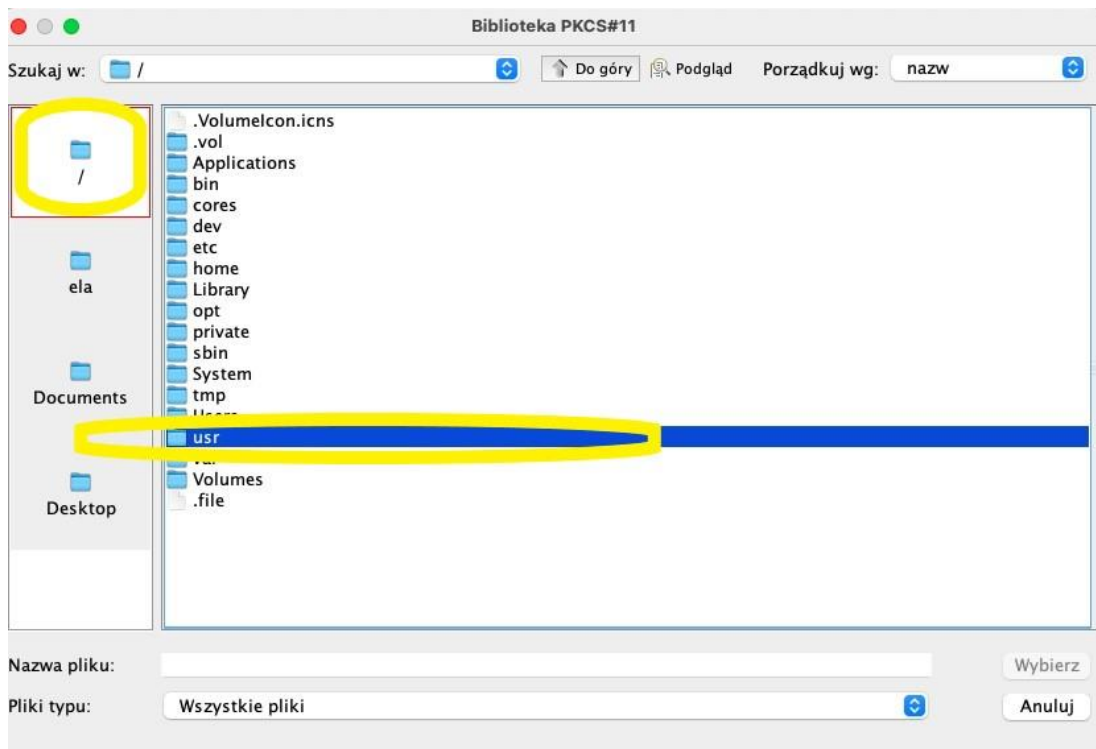 Biblioteka PKCS#11
Szukaj w: / Do góry Podgląd Porządkuj wg: nazw
/
ela
Documents
Desktop
.VolumeIcon.icns
.vol
Applications
bin
cores
dev
etc
home
Library
opt
private
sbin
System
tmp
Users
usr
var
Volumes
.file
Nazwa pliku: Wybierz
Pliki typu: Wszystkie pliki Anuluj